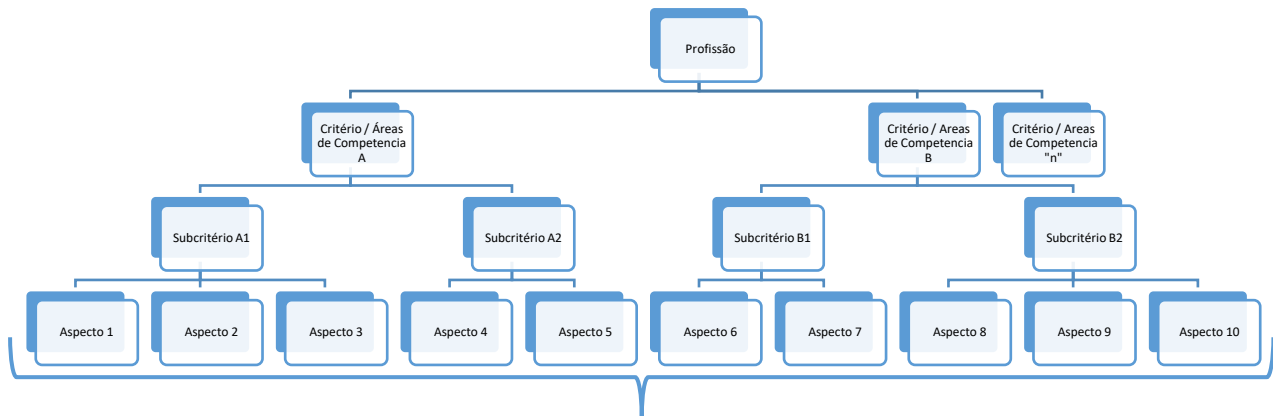 Profissão
Critério / Áreas
de Competencia
A
Critério / Areas
de Competencia
B
Critério / Areas
de Competencia
"n"
Subcritério A1
Subcritério A2
Subcritério B1
Subcritério B2
Aspecto 1
Aspecto 2
Aspecto 3
Aspecto 4
Aspecto 5
Aspecto 6
Aspecto 7
Aspecto 8
Aspecto 9
Aspecto 10